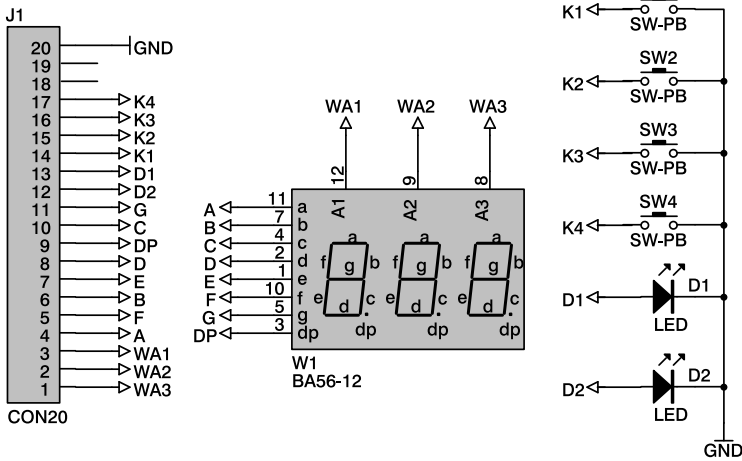 J1
20 GND
19
18
17 K4
16 K3
15 K2
14 K1
13 D1
12 D2
11 G
10 C
9 DP
8 D
7 E
6 B
5 F
4 A
3 WA1
2 WA2
1 WA3
CON20
WA1 WA2 WA3
12 9 8
A1 A2 A3
A 11 a
B 7 b
C 4 c
D 2 d
E 1 e
F 10 f
G 5 g
DP 3 dp
a a a
f g b f g b f g b
e d c e d c e d c
dp dp dp
W1
BA56-12
K1 SW-PB
SW2
K2 SW-PB
SW3
K3 SW-PB
SW4
K4 SW-PB
D1 D1
LED
D2 D2
LED
GND